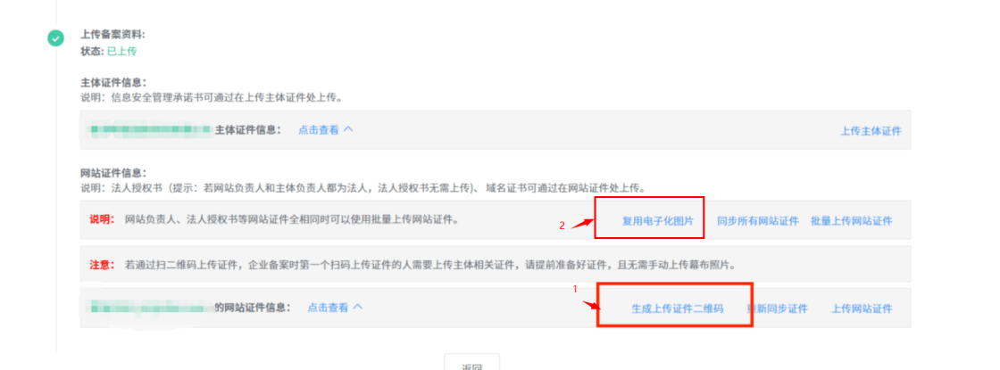 上传备案资料:
状态: 已上传
主体证件信息:
说明: 信息安全管理承诺书可通过在上传主体证件处上传。
主体证件信息: 点击查看 上传主体证件
网站证件信息:
说明: 法人授权书（提示: 若网站负责人和主体负责人都为法人，法人授权书无需上传)、域名证书可通过在网站证件处上传。
说明: 网站负责人、法人授权书等网站证件全相同时可以使用批量上传网站证件。 2 复用电子化图片 同步所有网站证件 批量上传网站证件
注意: 若通过扫二维码上传证件，企业备案时第一个扫码上传证件的人需要上传主体相关证件，请提前准备好证件，且无需手动上传幕布照片。
1
的网站证件信息: 点击查看 生成上传证件二维码 重新同步证件 上传网站证件
返回